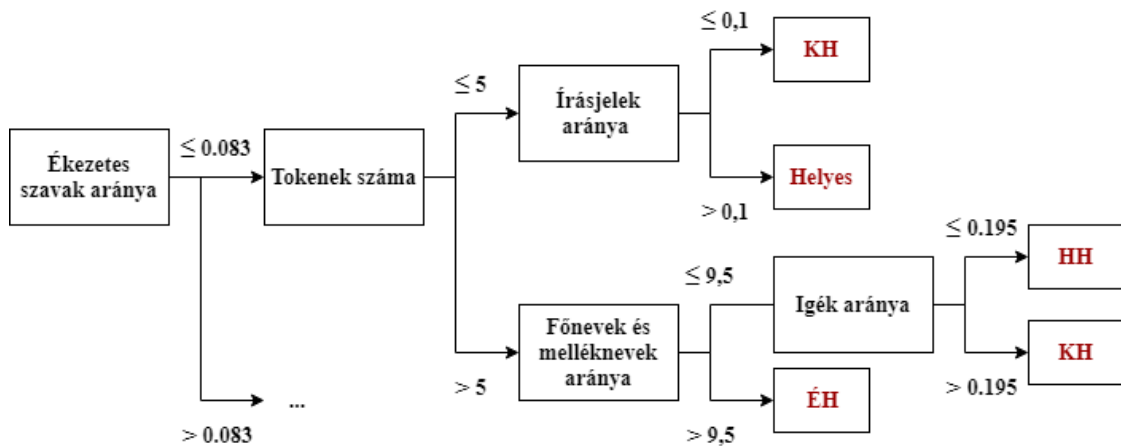 Ékezetes
szavak aránya
≤ 0.083
> 0.083
...
Tokenek száma
≤ 5
> 5
Írásjelek
aránya
≤ 0,1
KH
Helyes
> 0,1
Főnevek és
melléknevek
aránya
≤ 9,5
> 9,5
ÉH
Igék aránya
≤ 0.195
HH
KH
> 0.195